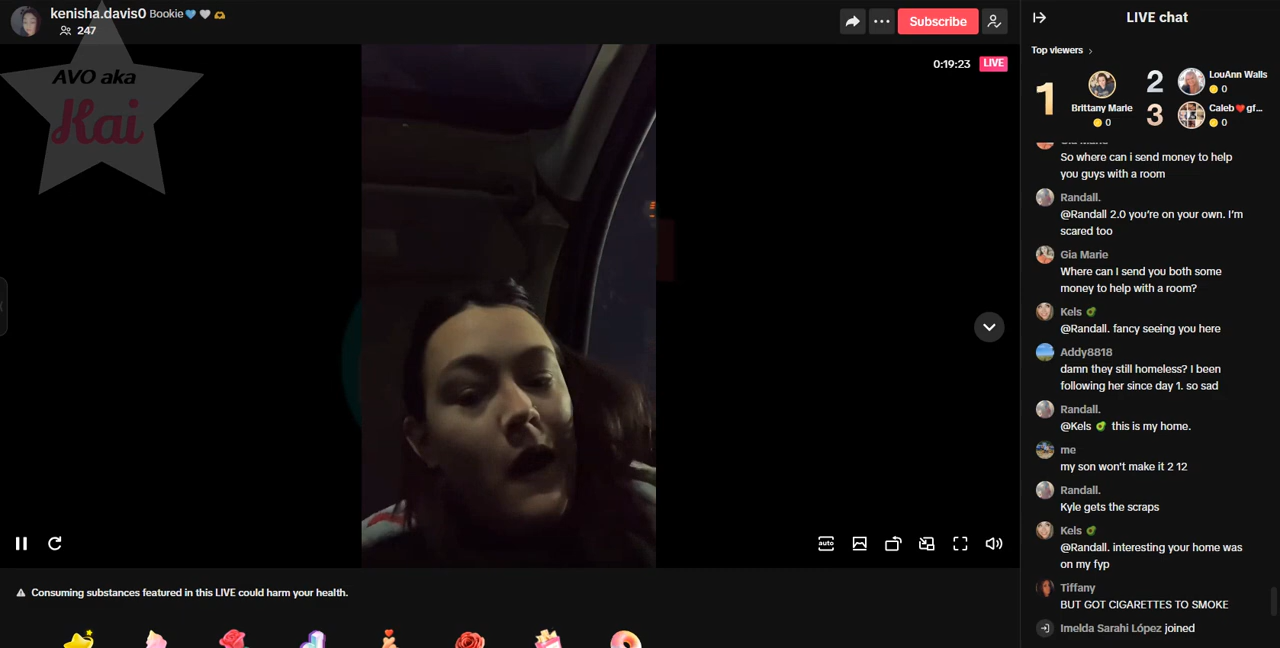 kenisha.davis0 Bookie💙🤍🫶
247
AVO aka
Kai
Subscribe
0:19:23 LIVE
auto
Consuming substances featured in this LIVE could harm your health.
LIVE chat
Top viewers
1 Brittany Marie 0
2 LouAnn Walls 0
3 Caleb❤️gf... 0
Gia Marie
So where can i send money to help
you guys with a room
Randall.
@Randall 2.0 you're on your own. I'm
scared too
Gia Marie
Where can I send you both some
money to help with a room?
Kels 🥑
@Randall. fancy seeing you here
Addy8818
damn they still homeless? I been
following her since day 1. so sad
Randall.
@Kels 🥑 this is my home.
me
my son won't make it 2 12
Randall.
Kyle gets the scraps
Kels 🥑
@Randall. interesting your home was
on my fyp
Tiffany
BUT GOT CIGARETTES TO SMOKE
Imelda Sarahi López joined